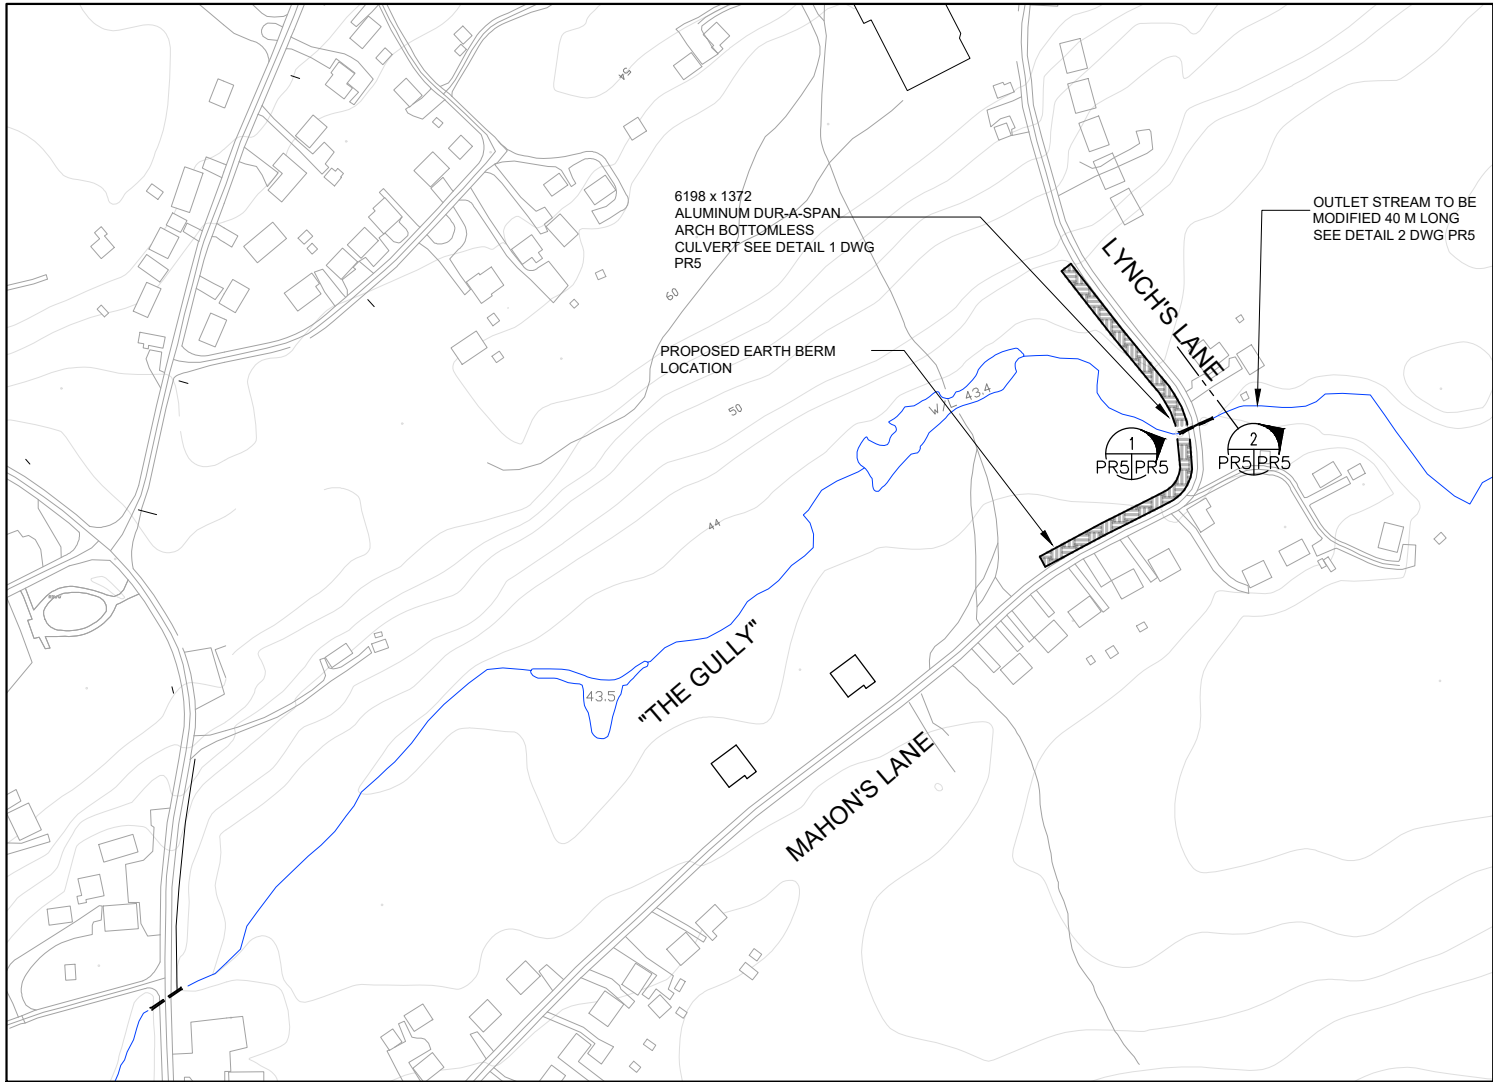 54
6198 x 1372
ALUMINUM DUR-A-SPAN
ARCH BOTTOMLESS
CULVERT SEE DETAIL 1 DWG
PR5
OUTLET STREAM TO BE
MODIFIED 40 M LONG
SEE DETAIL 2 DWG PR5
LYNCH'S LANE
60
PROPOSED EARTH BERM
LOCATION
50
W/L 43.4
1
PR5 PR5
2
PR5 PR5
44
43.5
"THE GULLY"
MAHON'S LANE